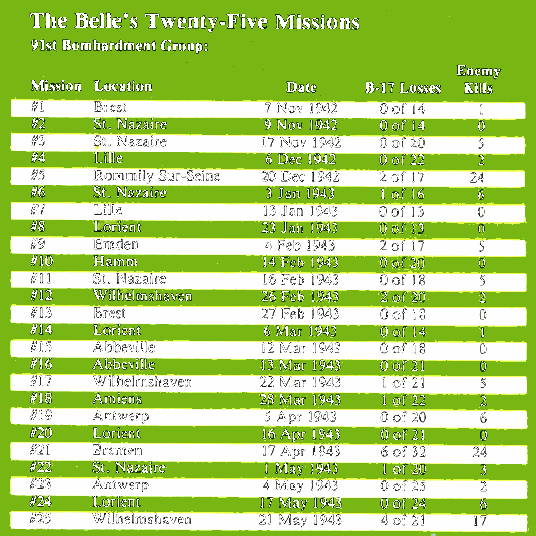 The Belle's Twenty-Five Missions
91st Bombardment Group:
Mission Location Date B-17 Losses Enemy Kills
#1 Brest 7 Nov 1942 0 of 14 1
#2 St. Nazaire 9 Nov 1942 0 of 14 0
#3 St. Nazaire 17 Nov 1942 0 of 20 5
#4 Lille 6 Dec 1942 0 of 22 2
#5 Rommily Sur-Seine 20 Dec 1942 2 of 17 24
#6 St. Nazaire 3 Jan 1943 1 of 16 6
#7 Lille 13 Jan 1943 0 of 13 0
#8 Lorient 23 Jan 1943 0 of 0
#9 Emden 4 Feb 1943 2 of 17 5
#10 Hamm 14 Feb 1943 0 of 20 0
#11 St. Nazaire 16 Feb 1943 0 of 18 5
#12 Wilhelmshaven 26 Feb 1943 2 of 20 2
#13 Brest 27 Feb 1943 0 of 18 0
#14 Lorient 6 Mar 1943 0 of 14 1
#15 Abbeville 12 Mar 1943 0 of 18 0
#16 Abbeville 13 Mar 1943 0 of 21 0
#17 Wilhelmshaven 22 Mar 1943 1 of 21 5
#18 Amiens 28 Mar 1943 1 of 22
#19 Antwerp 5 Apr 1943 0 of 20 6
#20 Lorient 16 Apr 1943 0 of 21 0
#21 Bremen 17 Apr 1943 6 of 32 24
#22 St. Nazaire 1 May 1943 1 of 20 3
#23 Antwerp 4 May 1943 0 of 25 2
#24 Lorient 17 May 1943 0 of 24 6
#25 Wilhelmshaven 21 May 1943 4 of 21 17